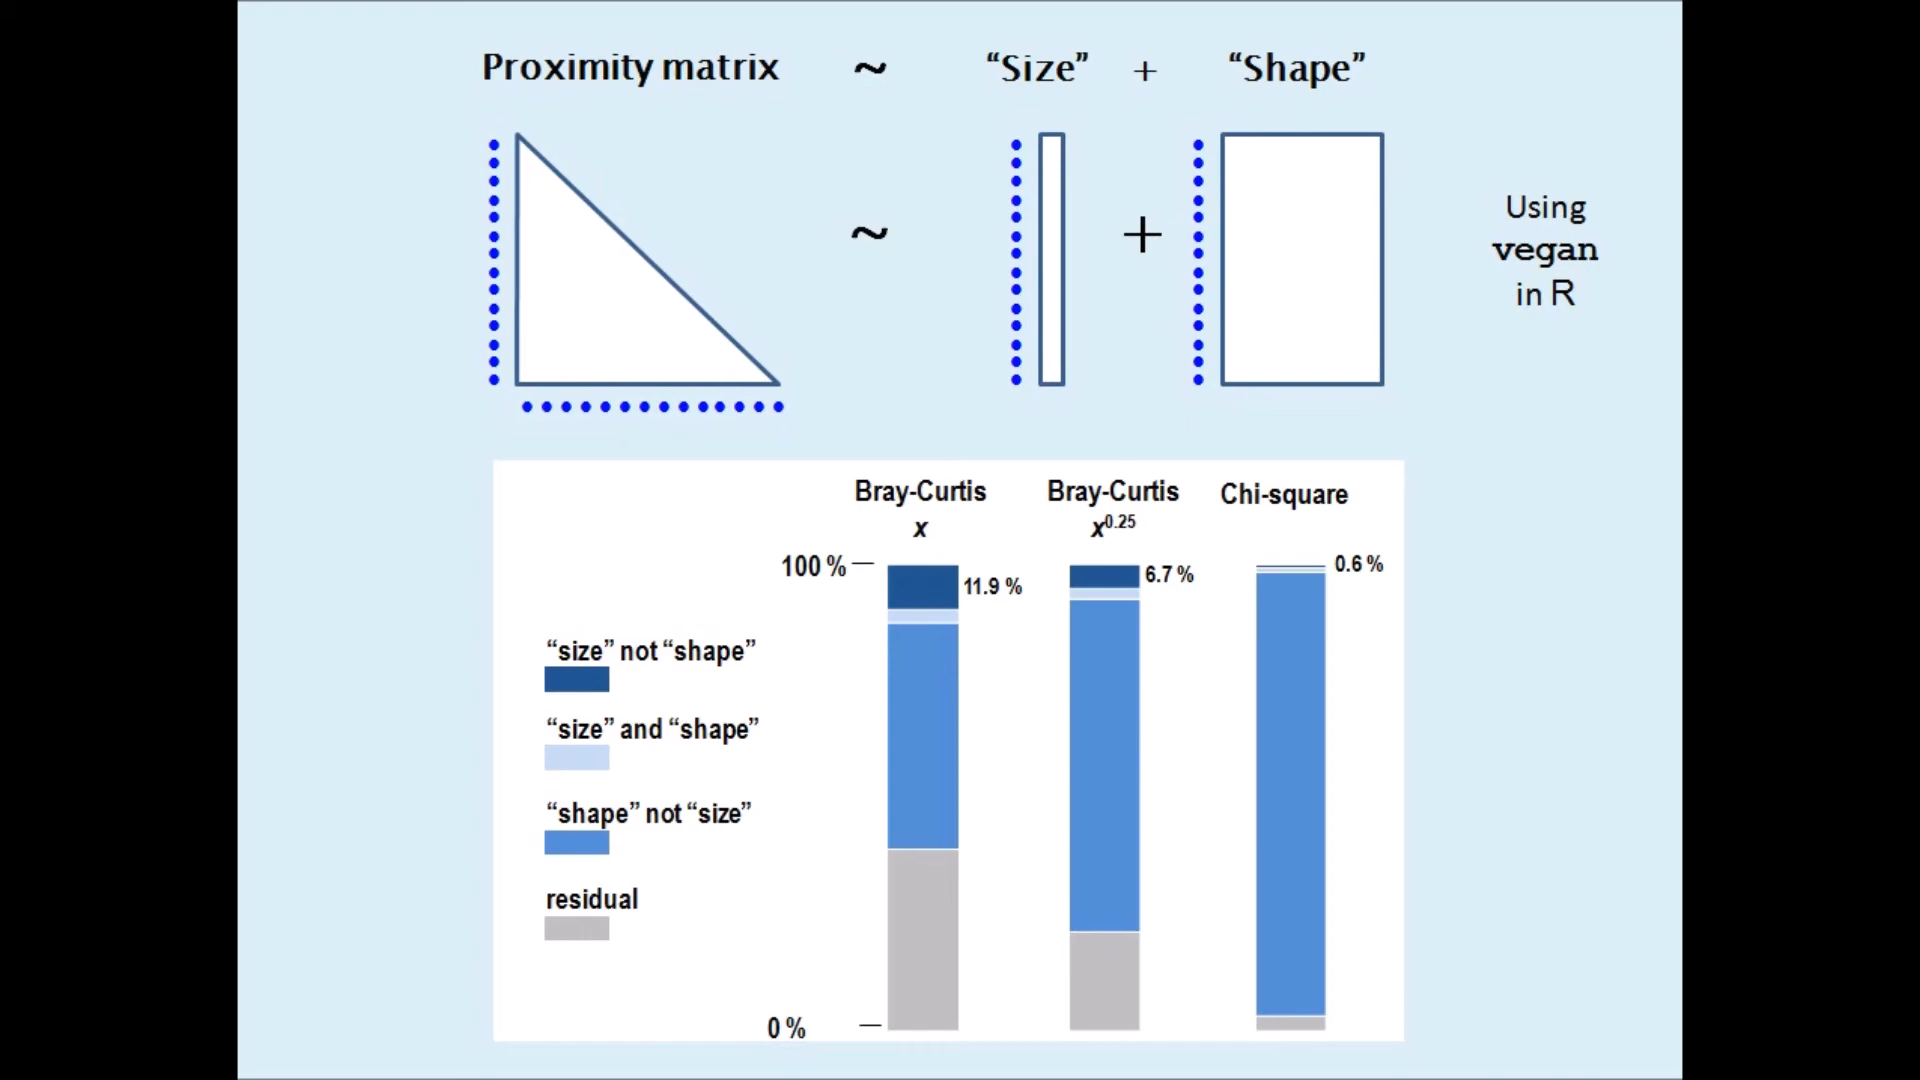 Proximity matrix ~ “Size” + “Shape”
~ +
Using
vegan
in R
Bray-Curtis Bray-Curtis Chi-square
x x^0.25
100 % 11.9 % 6.7 % 0.6 %
“size” not “shape”
“size” and “shape”
“shape” not “size”
residual
0 %